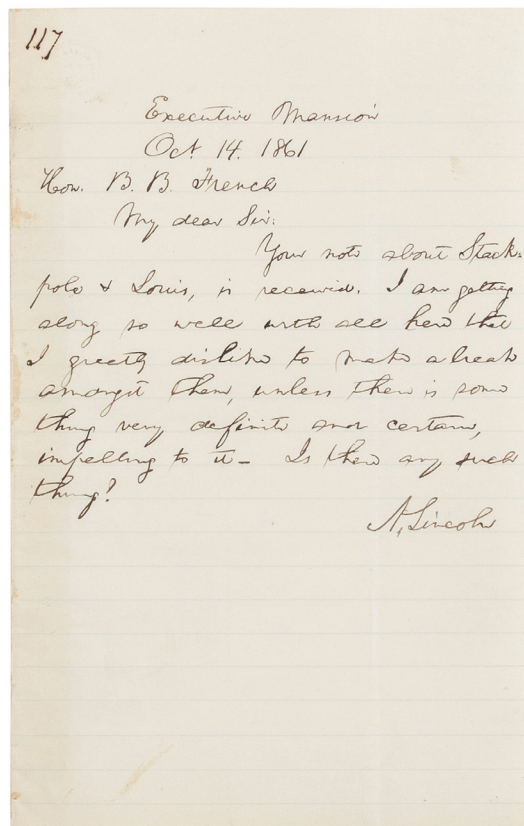 117
Executive Mansion
Oct. 14. 1861
Hon. B. B. French
My dear Sir:
Your note about Stack-
pole & Louis, is received. I am getting
along so well with all here that
I greatly dislike to make a break
amongst them, unless there is some
thing very definite and certain,
impelling to it— Is there any such
thing?
A. Lincoln